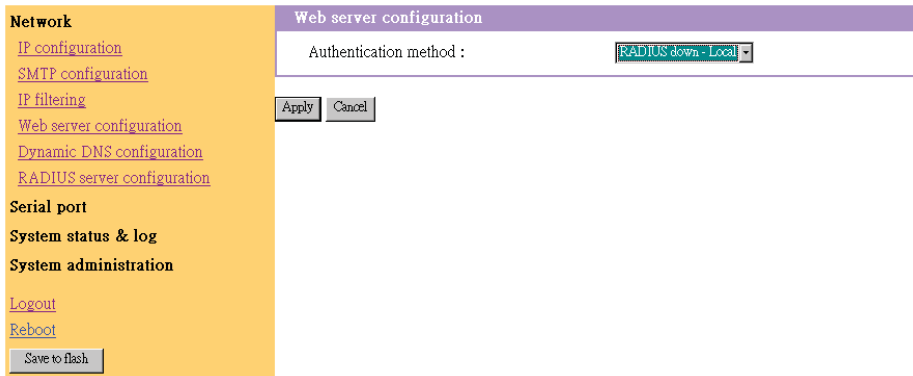 Network
IP configuration
SMTP configuration
IP filtering
Web server configuration
Dynamic DNS configuration
RADIUS server configuration
Serial port
System status & log
System administration
Logout
Reboot
Save to flash
Web server configuration
Authentication method :
RADIUS down - Local
Apply
Cancel